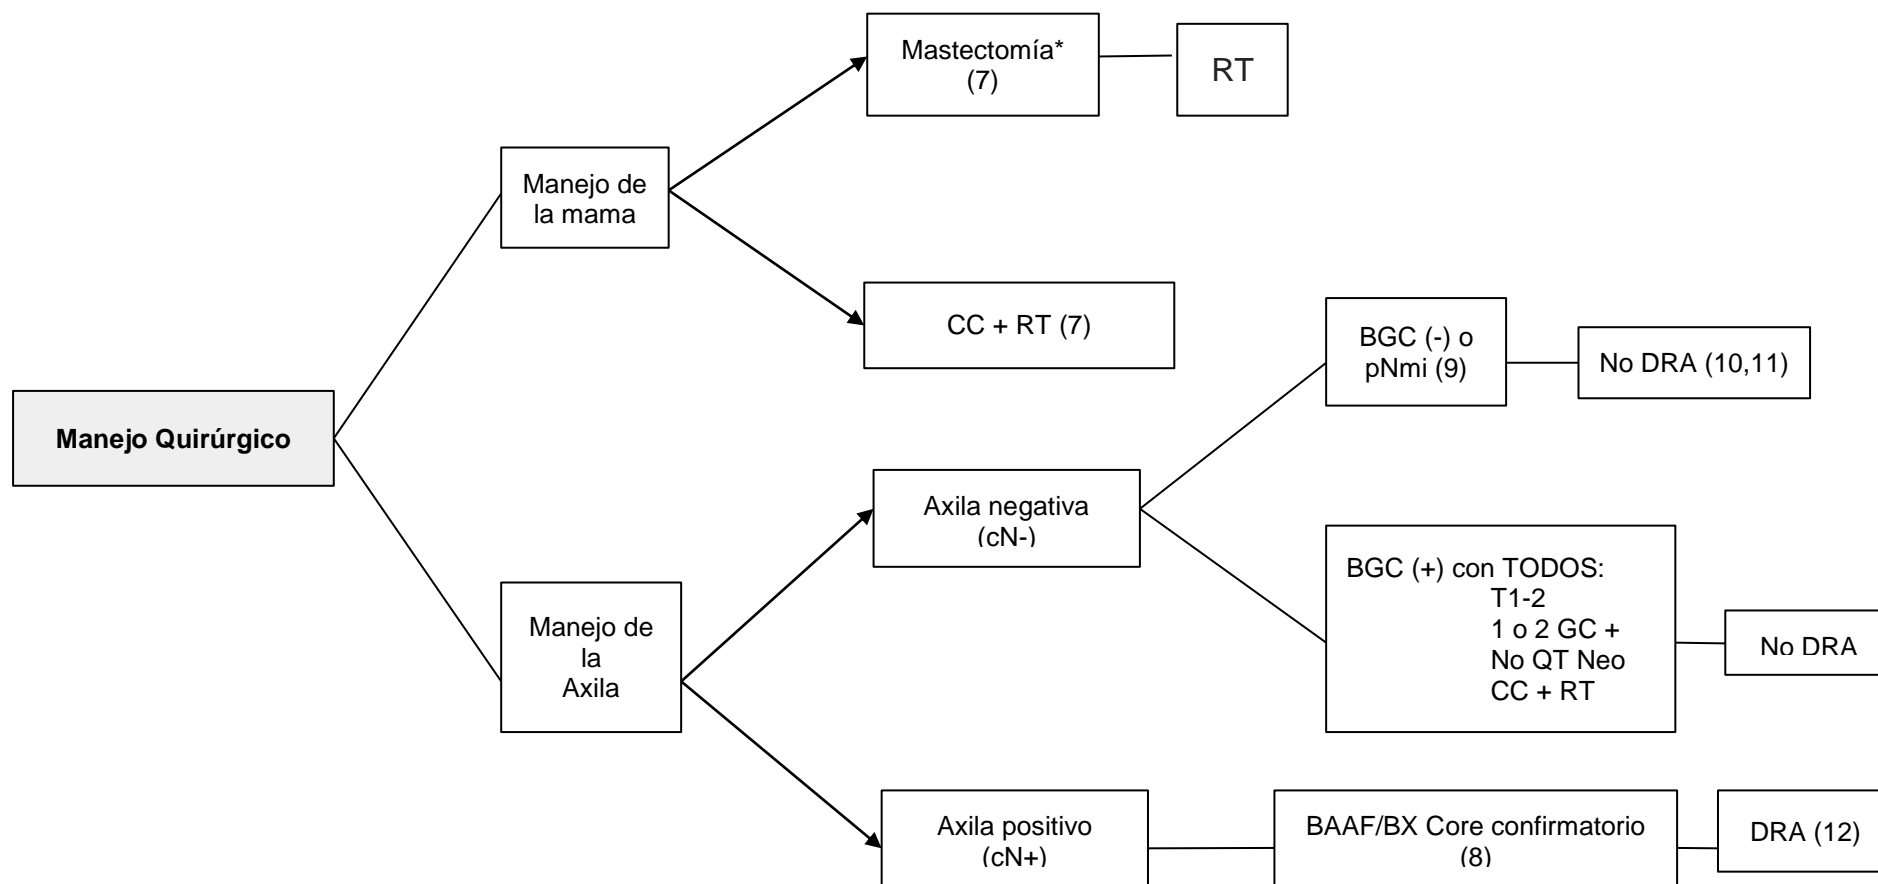 Mastectomía*
(7)
RT
Manejo de
la mama
CC + RT (7)
BGC (-) o
pNmi (9)
No DRA (10,11)
Manejo Quirúrgico
Axila negativa
(cN-)
BGC (+) con TODOS:
T1-2
1 o 2 GC +
No QT Neo
CC + RT
No DRA
Manejo de
la
Axila
Axila positivo
(cN+)
BAAF/BX Core confirmatorio
(8)
DRA (12)